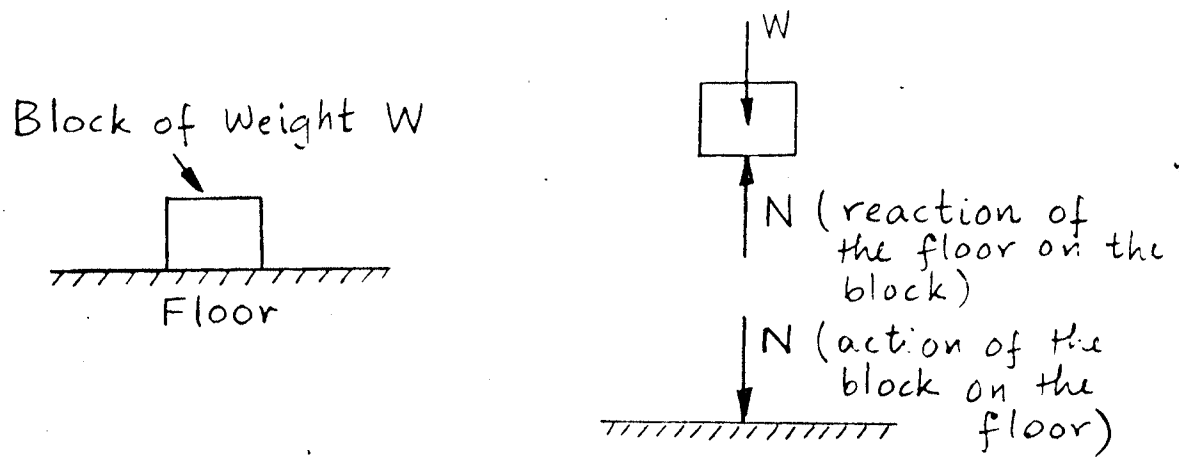 Block of Weight W
Floor
W
N (reaction of
the floor on the
block)
N (action of the
block on the
floor)